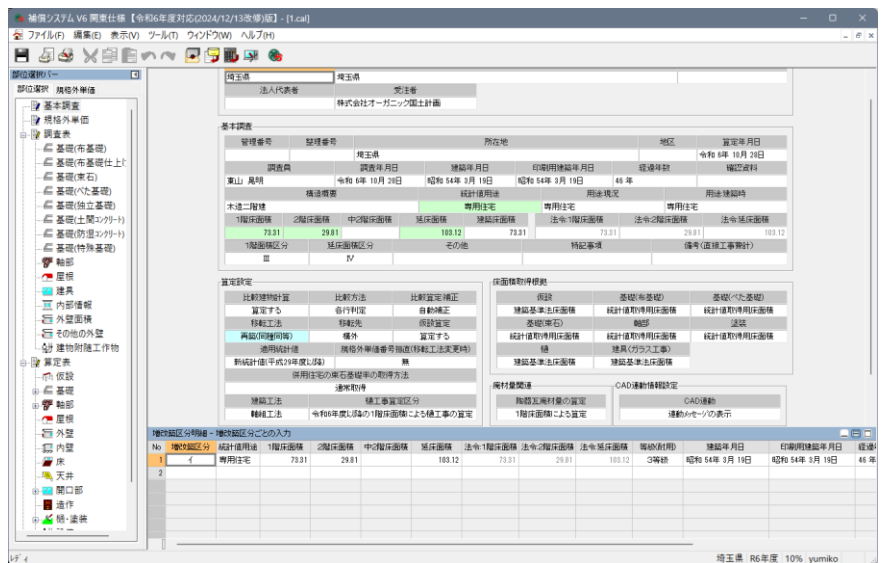 補償システム V6 関東仕様【令和6年度対応(2024/12/13改修)版】 - [1.cal]
ファイル(F) 編集(E) 表示(V) ツール(T) ウィンドウ(W) ヘルプ(H)
部位選択バー
部位選択 規格外単価
基本調査
規格外単価
調査表
基礎(布基礎)
基礎(布基礎仕上げ
基礎(束石)
基礎(べた基礎)
基礎(独立基礎)
基礎(土間コンクリート)
基礎(防湿コンクリート)
基礎(特殊基礎)
軸部
屋根
建具
内部情報
外壁面積
その他の外壁
建物附随工作物
算定表
仮設
基礎
軸部
屋根
外壁
内壁
床
天井
開口部
造作
樋・塗装
埼玉県 埼玉県
法人代表者 受注者
株式会社オーガニック国土計画
基本調査
管理番号 整理番号 所在地 地区 算定年月日
埼玉県 令和 6年 10月 28日
調査員 調査年月日 建築年月日 印刷用建築年月日 経過年数 確認資料
東山 晃明 令和 6年 10月 28日 昭和 54年 3月 19日 昭和 54年 3月 19日 46 年
構造概要 統計値用途 用途:現況 用途:建築時
木造二階建 専用住宅 専用住宅 専用住宅
1階床面積 2階床面積 中2階床面積 延床面積 建築床面積 法令:1階床面積 法令:2階床面積 法令:延床面積
73.31 29.81 103.12 73.31 73.31 29.81 103.12
1階面積区分 延床面積区分 その他 特記事項 備考(直接工事費計)
Ⅲ Ⅳ
算定設定
比較建物計算 比較方法 比較算定:補正
算定する 各行判定 自動補正
移転工法 移転先 仮設算定
再築(同種同等) 構外 算定する
適用統計値 規格外単価番号指定(移転工法変更時)
新統計値(平成29年度以降) 無
併用住宅の束石基礎率の取得方法
通常取得
建築工法 樋工事算定区分
軸組工法 令和6年度以降の1階床面積による樋工事の算定
床面積取得根拠
仮設 基礎(布基礎) 基礎(べた基礎)
建築基準法床面積 統計値取得用床面積 統計値取得用床面積
基礎(束石) 軸部 塗装
統計値取得用床面積 統計値取得用床面積 統計値取得用床面積
樋 建具(ガラス工事)
建築基準法床面積 建築基準法床面積
廃材量関連
陶器瓦廃材量の算定
1階床面積による算定
CAD連動情報設定
CAD連動
連動メッセージの表示
増改築区分明細 - 増改築区分ごとの入力
No 増改築区分 統計値用途 1階床面積 2階床面積 中2階床面積 延床面積 法令:1階床面積 法令:2階床面積 法令:延床面積 等級(耐用) 建築年月日 印刷用建築年月日 経過
1 イ 専用住宅 73.31 29.81 103.12 73.31 29.81 103.12 3等級 昭和 54年 3月 19日 昭和 54年 3月 19日 46 年
2
レディ 埼玉県 R6年度 10% yumiko